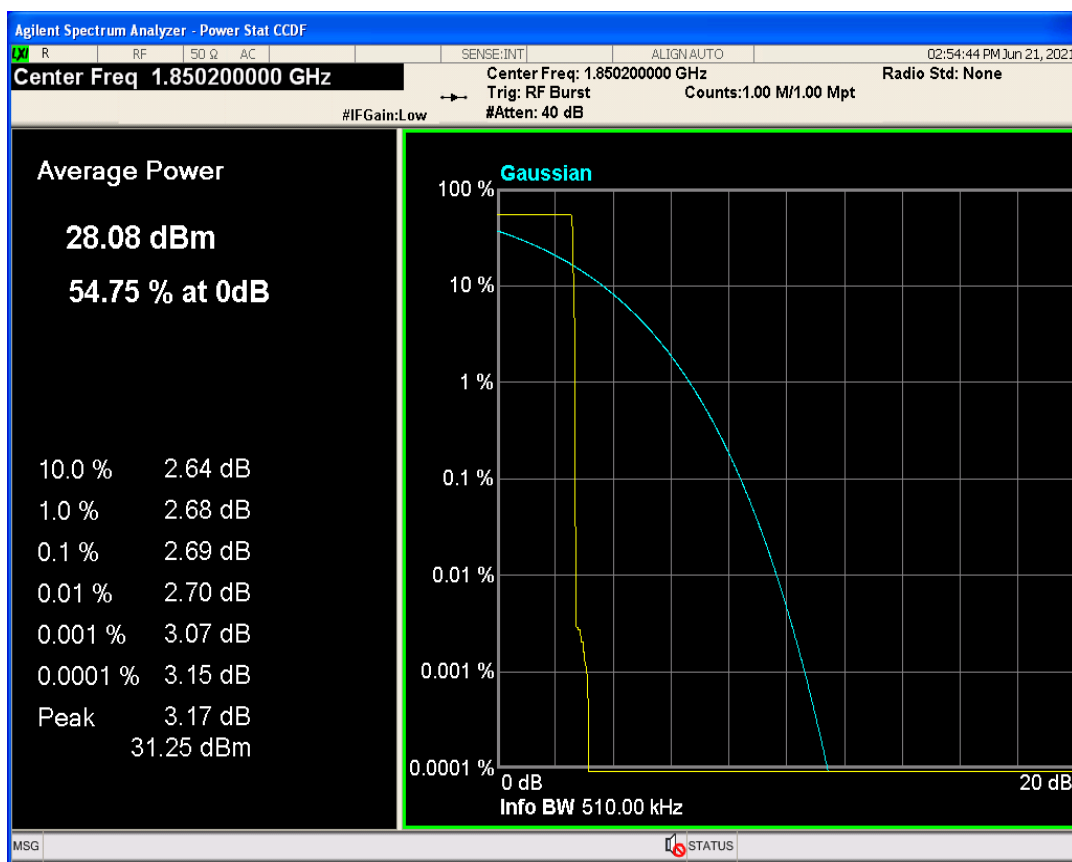 Agilent Spectrum Analyzer - Power Stat CCDF
LXI R RF 50 Ω AC SENSE:INT ALIGN AUTO 02:54:44 PM Jun 21, 2021
Center Freq 1.850200000 GHz
Center Freq: 1.850200000 GHz Radio Std: None
Trig: RF Burst Counts:1.00 M/1.00 Mpt
#IFGain:Low #Atten: 40 dB
Average Power
28.08 dBm
54.75 % at 0dB
10.0 % 2.64 dB
1.0 % 2.68 dB
0.1 % 2.69 dB
0.01 % 2.70 dB
0.001 % 3.07 dB
0.0001 % 3.15 dB
Peak 3.17 dB
31.25 dBm
Gaussian
100 %
10 %
1 %
0.1 %
0.01 %
0.001 %
0.0001 %
0 dB 20 dB
Info BW 510.00 kHz
MSG STATUS